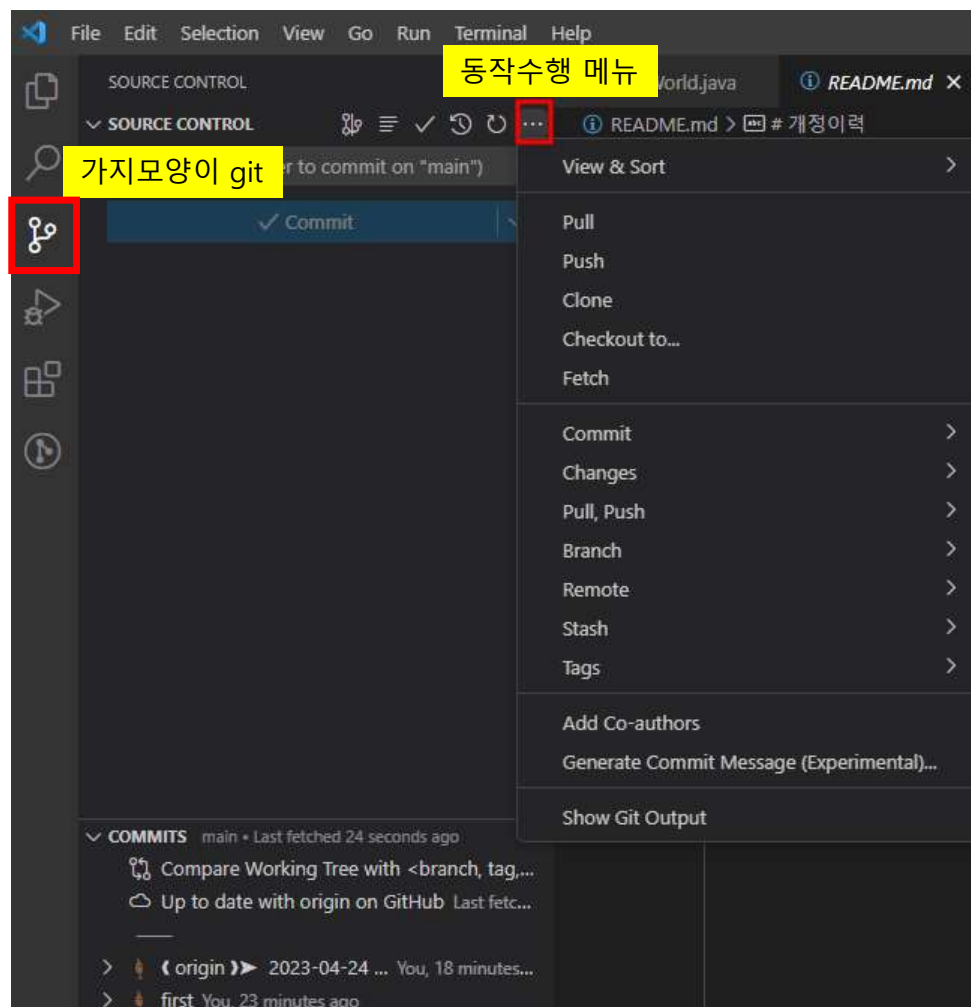 File Edit Selection View Go Run Terminal Help
동작수행 메뉴
SOURCE CONTROL
World.java
README.md
SOURCE CONTROL
README.md > # 개정이력
가지모양이 git
to commit on "main")
Commit
View & Sort
Pull
Push
Clone
Checkout to...
Fetch
Commit
Changes
Pull, Push
Branch
Remote
Stash
Tags
Add Co-authors
Generate Commit Message (Experimental)...
Show Git Output
COMMITS main • Last fetched 24 seconds ago
Compare Working Tree with <branch, tag,...
Up to date with origin on GitHub Last fetc...
origin 2023-04-24 ... You, 18 minutes...
first You, 23 minutes ago